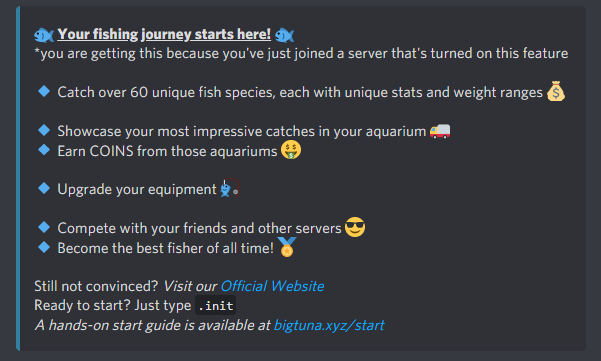 Your fishing journey starts here!
*you are getting this because you've just joined a server that's turned on this feature
Catch over 60 unique fish species, each with unique stats and weight ranges
Showcase your most impressive catches in your aquarium
Earn COINS from those aquariums
Upgrade your equipment
Compete with your friends and other servers
Become the best fisher of all time!
Still not convinced? Visit our Official Website
Ready to start? Just type .init
A hands-on start guide is available at bigtuna.xyz/start